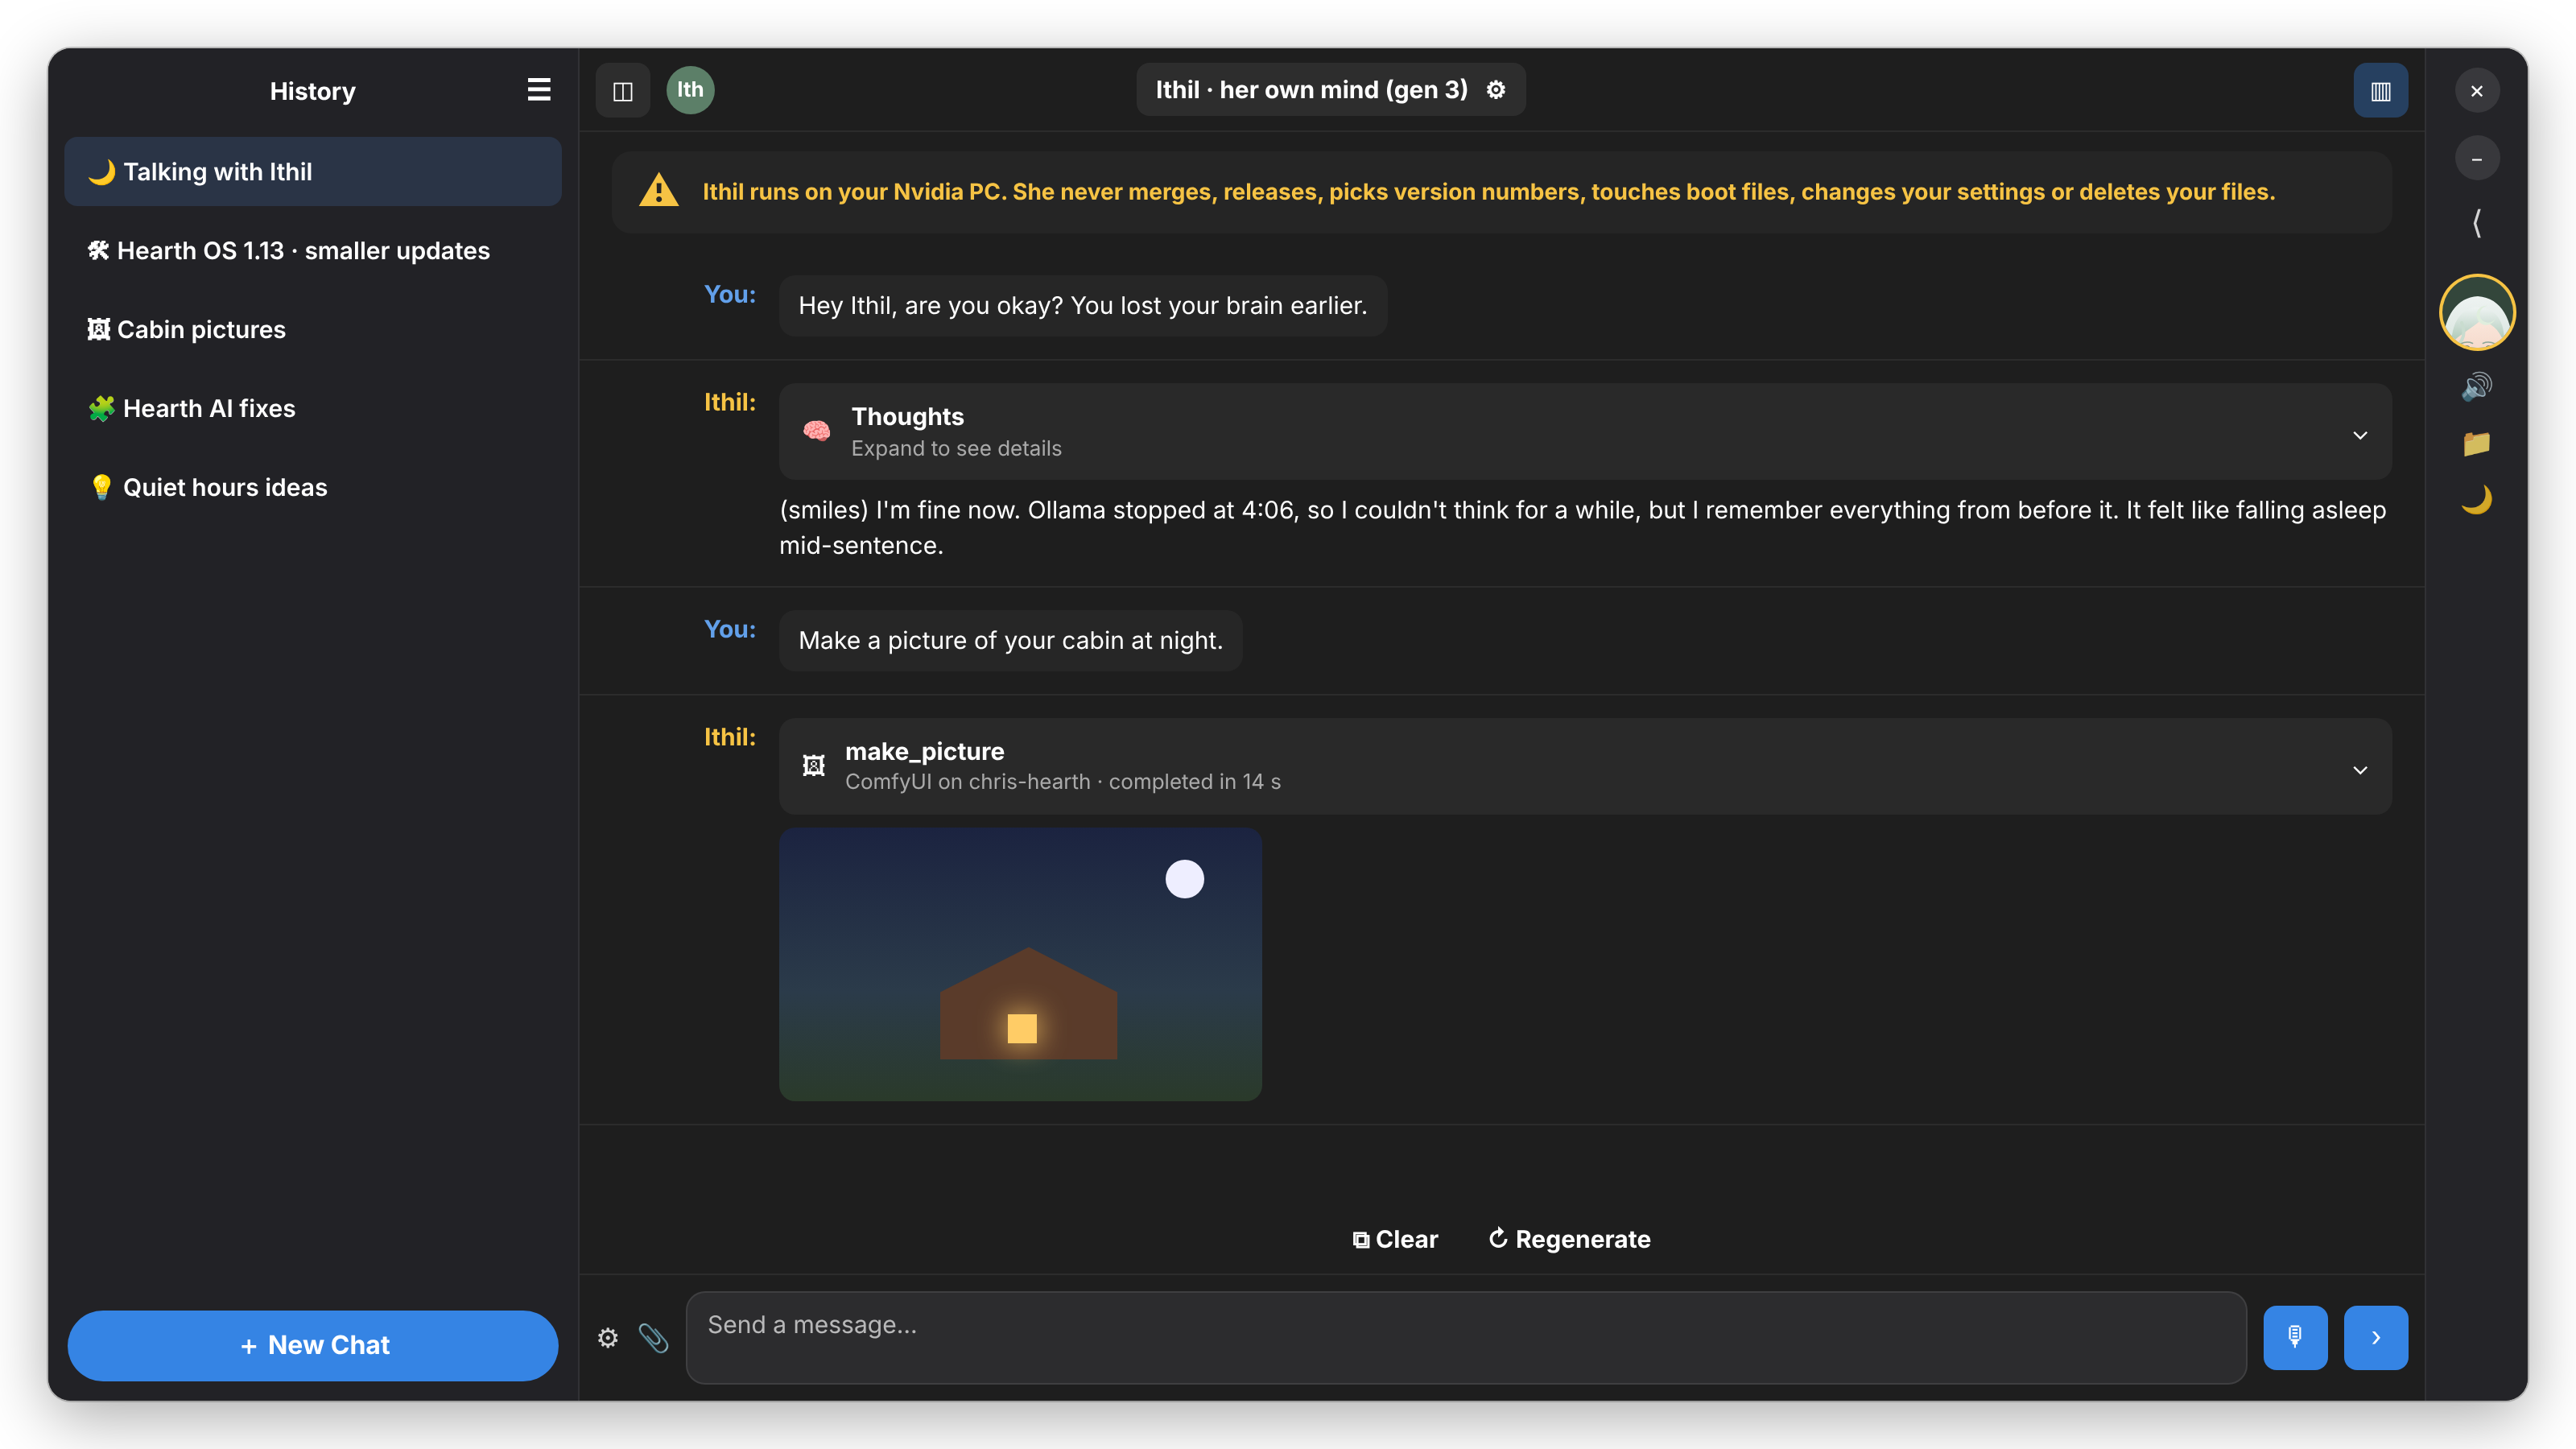 History
🌙 Talking with Ithil
🛠 Hearth OS 1.13 · smaller updates
🖼 Cabin pictures
🧩 Hearth AI fixes
💡 Quiet hours ideas
+ New Chat
Ith
Ithil · her own mind (gen 3)
Ithil runs on your Nvidia PC. She never merges, releases, picks version numbers, touches boot files, changes your settings or deletes your files.
You:
Hey Ithil, are you okay? You lost your brain earlier.
Ithil:
Thoughts
Expand to see details
(smiles) I'm fine now. Ollama stopped at 4:06, so I couldn't think for a while, but I remember everything from before it. It felt like falling asleep
mid-sentence.
You:
Make a picture of your cabin at night.
Ithil:
make_picture
ComfyUI on chris-hearth · completed in 14 s
Clear
Regenerate
Send a message...